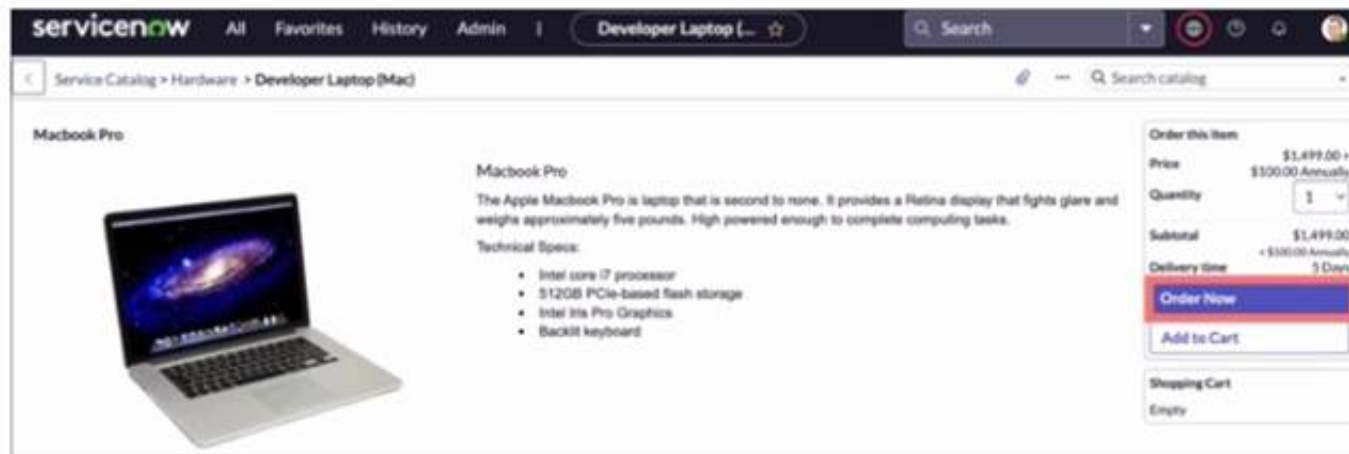 servicenow All Favorites History Admin Developer Laptop (... Search
Service Catalog > Hardware > Developer Laptop (Mac) Search catalog
Macbook Pro
Macbook Pro
The Apple Macbook Pro is laptop that is second to none. It provides a Retina display that fights glare and
weighs approximately five pounds. High powered enough to complete computing tasks.
Technical Specs:
• Intel core i7 processor
• 512GB PCIe-based flash storage
• Intel Iris Pro Graphics
• Backlit keyboard
Order this Item
Price $1,499.00 +
$100.00 Annually
Quantity 1
Subtotal $1,499.00
+ $100.00 Annually
Delivery time 5 Days
Order Now
Add to Cart
Shopping Cart
Empty